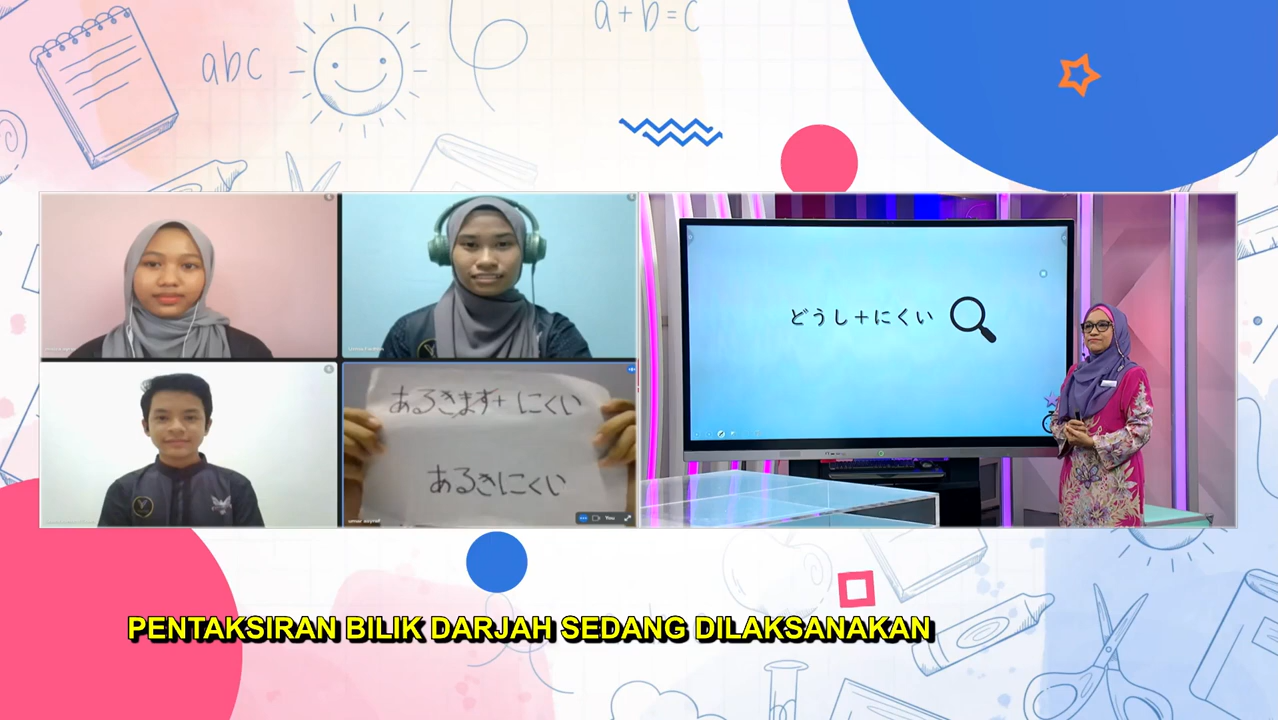 abc
a+b=c
どうし+にくい
あるきます+ にくい
あるきにくい
You
PENTAKSIRAN BILIK DARJAH SEDANG DILAKSANAKAN